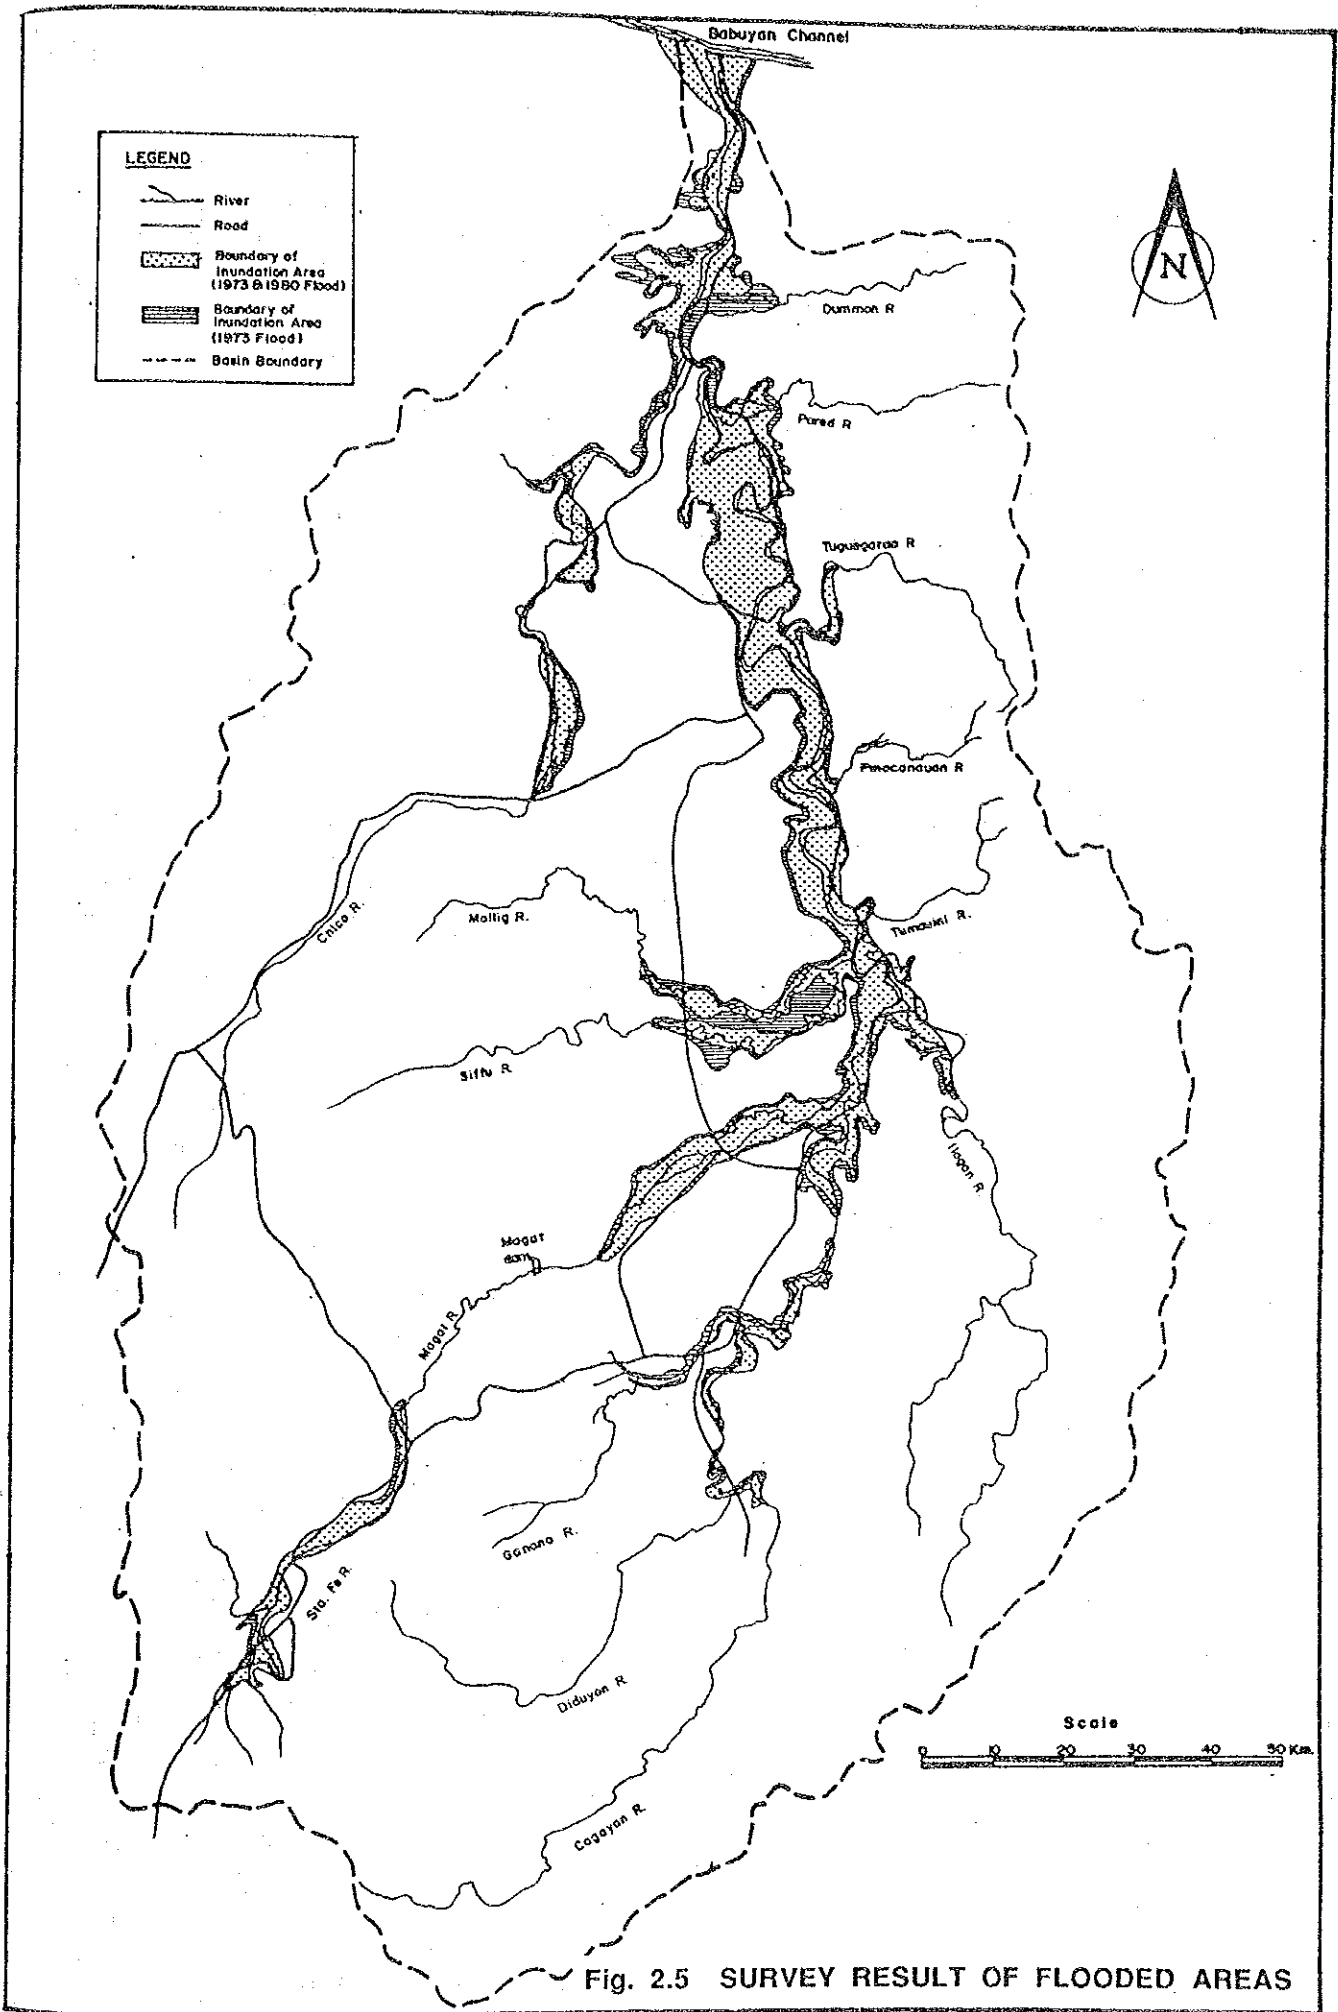 Babuyan Channel
LEGEND
River
Road
Boundary of
Inundation Area
(1973 & 1980 Flood)
Boundary of
Inundation Area
(1973 Flood)
Basin Boundary
N
Dummon R
Pared R
Tuguegarao R
Pinacanauan R
Chico R.
Mallig R.
Tumauini R.
Siffu R
Ilagan R.
Magat
dam
Magat R.
Ganano R.
Sta. Fe R.
Diduyan R
Cagayan R.
Scale
0 10 20 30 40 50 Km.
Fig. 2.5 SURVEY RESULT OF FLOODED AREAS